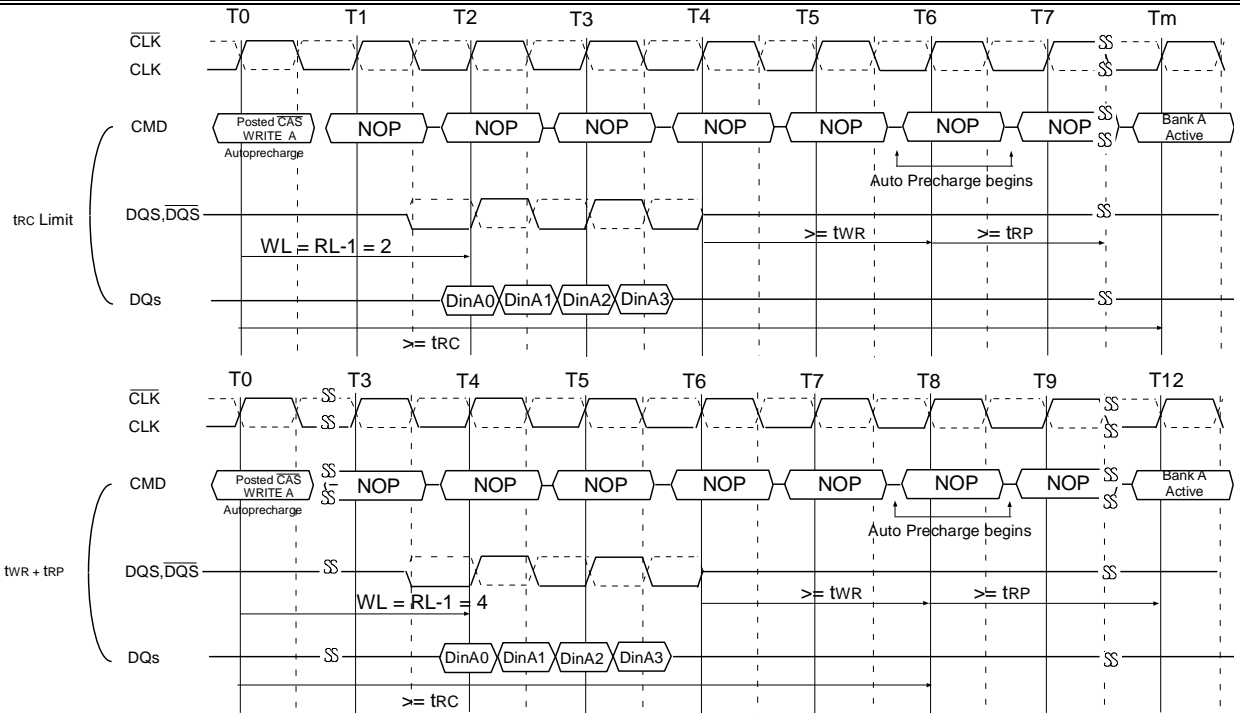 T0 T1 T2 T3 T4 T5 T6 T7 Tm
CLK
CLK
CMD
Posted CAS
WRITE A
Autoprecharge
NOP NOP NOP NOP NOP NOP NOP
Bank A
Active
Auto Precharge begins
tRC Limit
DQS,DQS
>= tWR >= tRP
WL = RL-1 = 2
DQs
DinA0 DinA1 DinA2 DinA3
>= tRC
T0 T3 T4 T5 T6 T7 T8 T9 T12
CLK
CLK
CMD
Posted CAS
WRITE A
Autoprecharge
NOP NOP NOP NOP NOP NOP NOP
Bank A
Active
Auto Precharge begins
tWR + tRP
DQS,DQS
>= tWR >= tRP
WL = RL-1 = 4
DQs
DinA0 DinA1 DinA2 DinA3
>= tRC